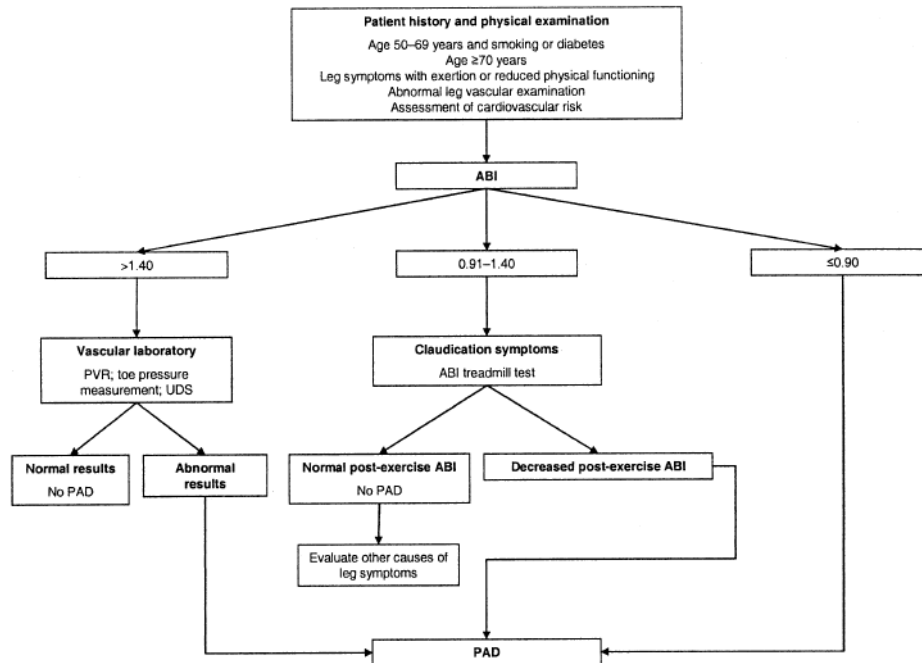 Patient history and physical examination
Age 50–69 years and smoking or diabetes
Age ≥70 years
Leg symptoms with exertion or reduced physical functioning
Abnormal leg vascular examination
Assessment of cardiovascular risk
ABI
>1.40
0.91–1.40
≤0.90
Vascular laboratory
PVR; toe pressure
measurement; UDS
Claudication symptoms
ABI treadmill test
Normal results
No PAD
Abnormal
results
Normal post-exercise ABI
No PAD
Decreased post-exercise ABI
Evaluate other causes of
leg symptoms
PAD